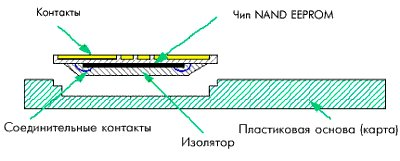 Контакты
Чип NAND EEPROM
Соединительные контакты
Изолятор
Пластиковая основа (карта)